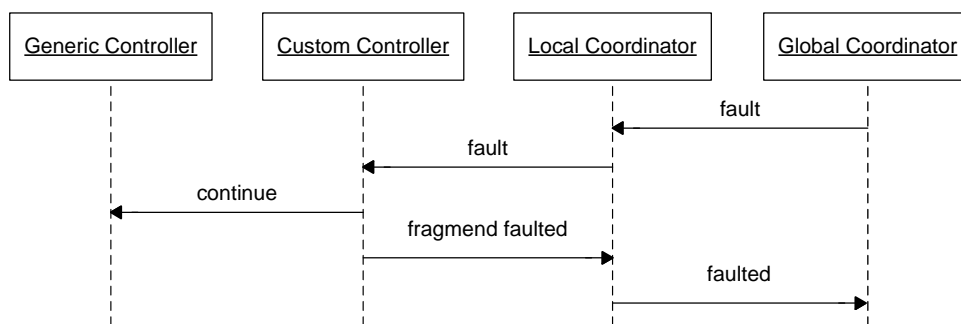 Generic Controller
Custom Controller
Local Coordinator
Global Coordinator
fault
fault
continue
fragmend faulted
faulted